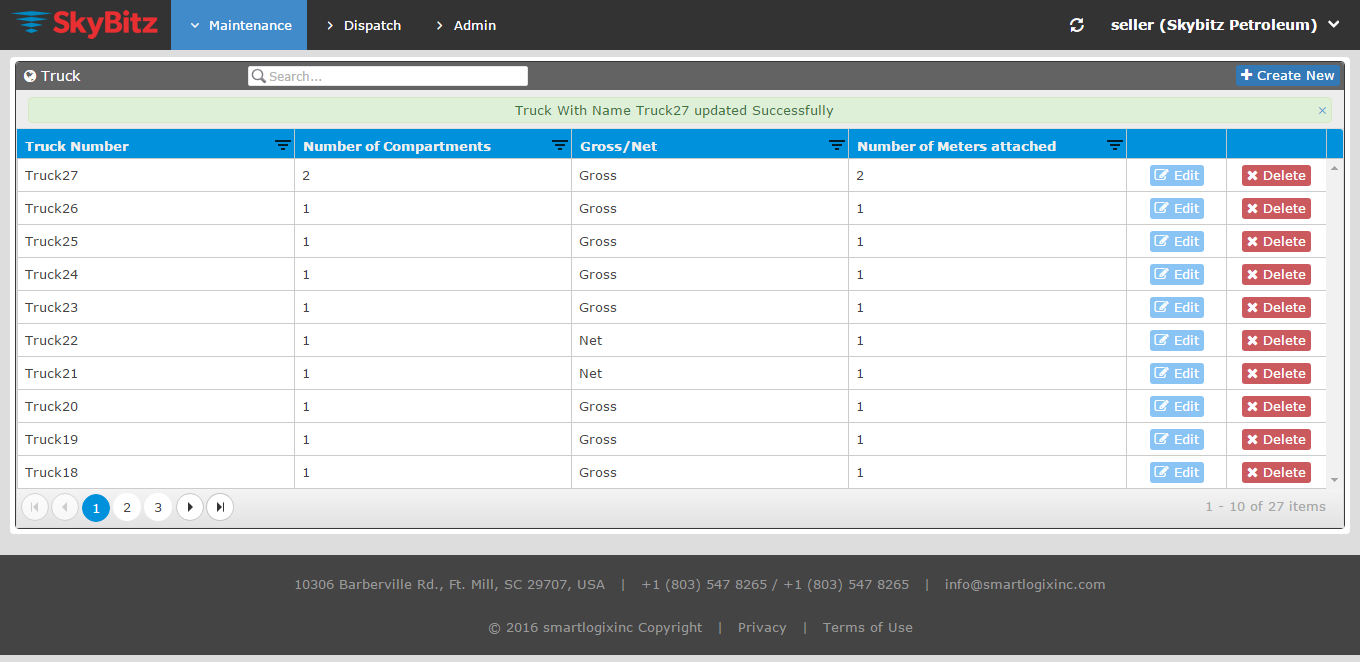 SkyBitz Maintenance Dispatch Admin seller (Skybitz Petroleum)
Truck Search... Create New
Truck With Name Truck27 updated Successfully ×
Truck Number Number of Compartments Gross/Net Number of Meters attached
Truck27 2 Gross 2 Edit Delete
Truck26 1 Gross 1 Edit Delete
Truck25 1 Gross 1 Edit Delete
Truck24 1 Gross 1 Edit Delete
Truck23 1 Gross 1 Edit Delete
Truck22 1 Net 1 Edit Delete
Truck21 1 Net 1 Edit Delete
Truck20 1 Gross 1 Edit Delete
Truck19 1 Gross 1 Edit Delete
Truck18 1 Gross 1 Edit Delete
1 2 3 1 - 10 of 27 items
10306 Barberville Rd., Ft. Mill, SC 29707, USA | +1 (803) 547 8265 / +1 (803) 547 8265 | info@smartlogixinc.com
© 2016 smartlogixinc Copyright | Privacy | Terms of Use